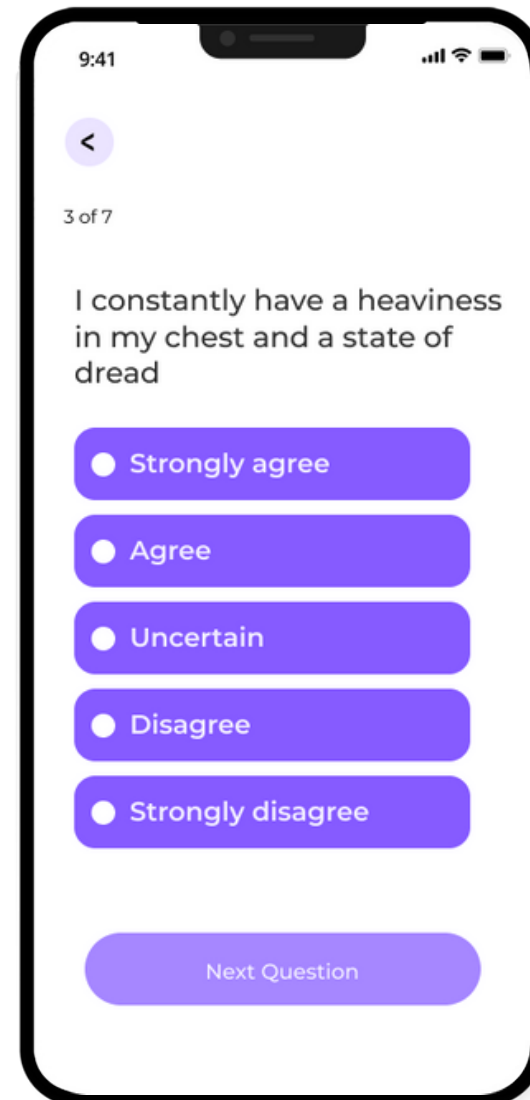 9:41
<
3 of 7
I constantly have a heaviness
in my chest and a state of
dread
Strongly agree
Agree
Uncertain
Disagree
Strongly disagree
Next Question